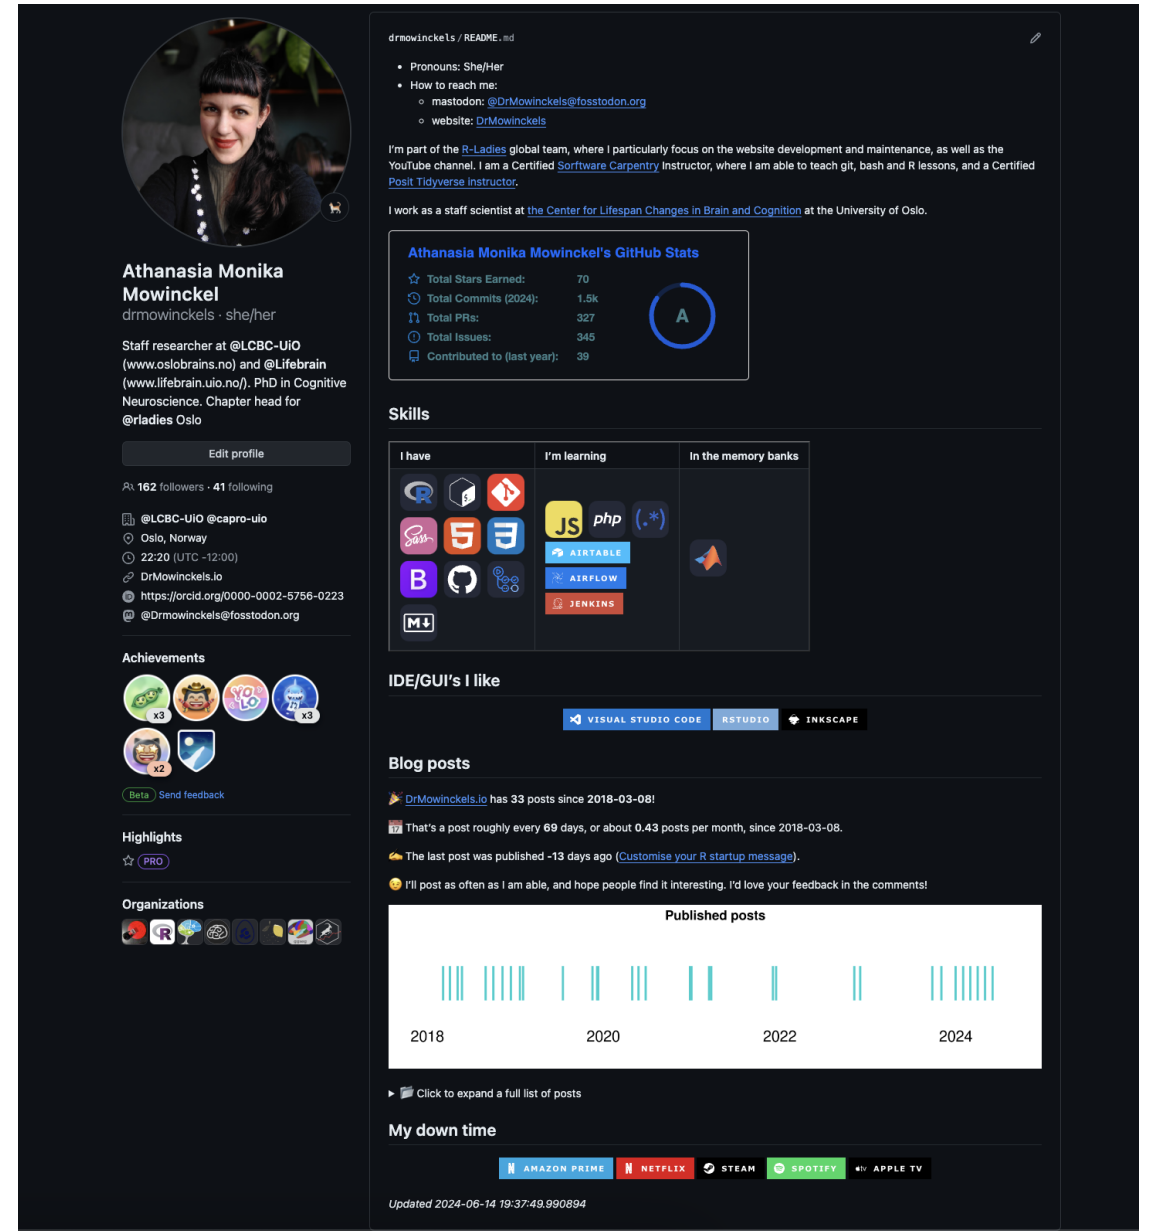 Athanasia Monika
Mowinckel
drmowinckels · she/her
Staff researcher at @LCBC-UiO
(www.oslobrains.no) and @Lifebrain
(www.lifebrain.uio.no/). PhD in Cognitive
Neuroscience. Chapter head for
@rladies Oslo
Edit profile
162 followers · 41 following
@LCBC-UiO @capro-uio
Oslo, Norway
22:20 (UTC -12:00)
DrMowinckels.io
https://orcid.org/0000-0002-5756-0223
@Drmowinckels@fosstodon.org
Achievements
x3
YOLO
x3
x2
Beta Send feedback
Highlights
PRO
Organizations
R
drmowinckels / README.md
• Pronouns: She/Her
• How to reach me:
○ mastodon: @DrMowinckels@fosstodon.org
○ website: DrMowinckels
I'm part of the R-Ladies global team, where I particularly focus on the website development and maintenance, as well as the
YouTube channel. I am a Certified Sorftware Carpentry Instructor, where I am able to teach git, bash and R lessons, and a Certified
Posit Tidyverse instructor.
I work as a staff scientist at the Center for Lifespan Changes in Brain and Cognition at the University of Oslo.
Athanasia Monika Mowinckel's GitHub Stats
Total Stars Earned: 70
Total Commits (2024): 1.5k
Total PRs: 327
Total Issues: 345
Contributed to (last year): 39
A
Skills
I have I'm learning In the memory banks
R $_
Sass 5 3
B
M
JS php (.*)
AIRTABLE
AIRFLOW
JENKINS
IDE/GUI's I like
VISUAL STUDIO CODE RSTUDIO INKSCAPE
Blog posts
🎉 DrMowinckels.io has 33 posts since 2018-03-08!
📅 That's a post roughly every 69 days, or about 0.43 posts per month, since 2018-03-08.
✍️ The last post was published -13 days ago (Customise your R startup message).
😉 I'll post as often as I am able, and hope people find it interesting. I'd love your feedback in the comments!
Published posts
2018 2020 2022 2024
▶ 📂 Click to expand a full list of posts
My down time
AMAZON PRIME NETFLIX STEAM SPOTIFY tv APPLE TV
Updated 2024-06-14 19:37:49.990894